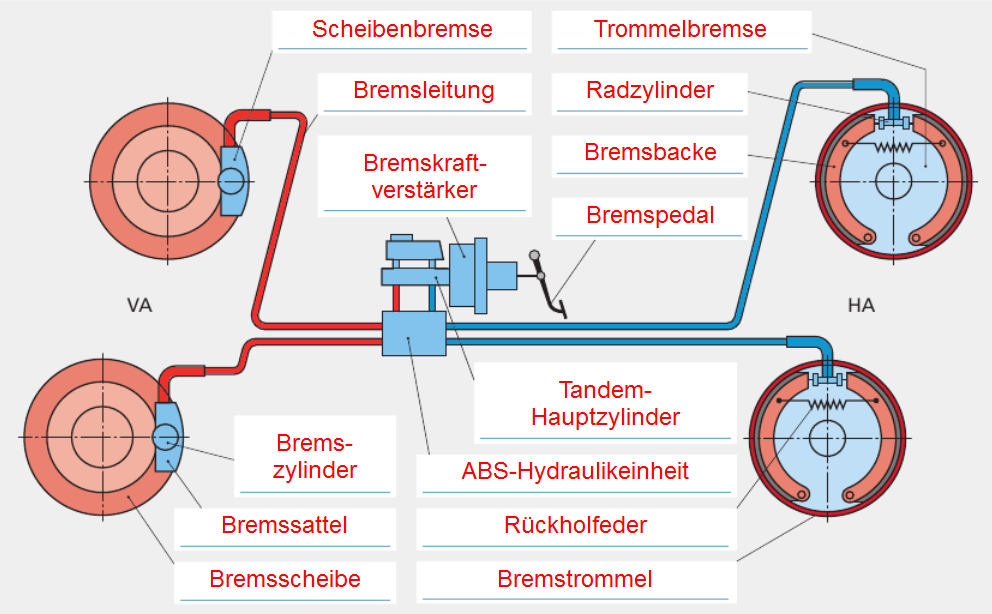 Scheibenbremse
Trommelbremse
Bremsleitung
Radzylinder
Bremskraft-
verstärker
Bremsbacke
Bremspedal
VA
HA
Tandem-
Hauptzylinder
Brems-
zylinder
ABS-Hydraulikeinheit
Bremssattel
Rückholfeder
Bremsscheibe
Bremstrommel